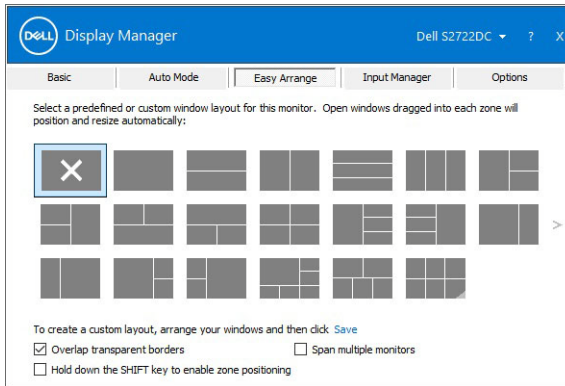 DELL Display Manager Dell S2722DC ? X
Basic Auto Mode Easy Arrange Input Manager Options
Select a predefined or custom window layout for this monitor. Open windows dragged into each zone will
position and resize automatically:
>
To create a custom layout, arrange your windows and then click Save
Overlap transparent borders Span multiple monitors
Hold down the SHIFT key to enable zone positioning